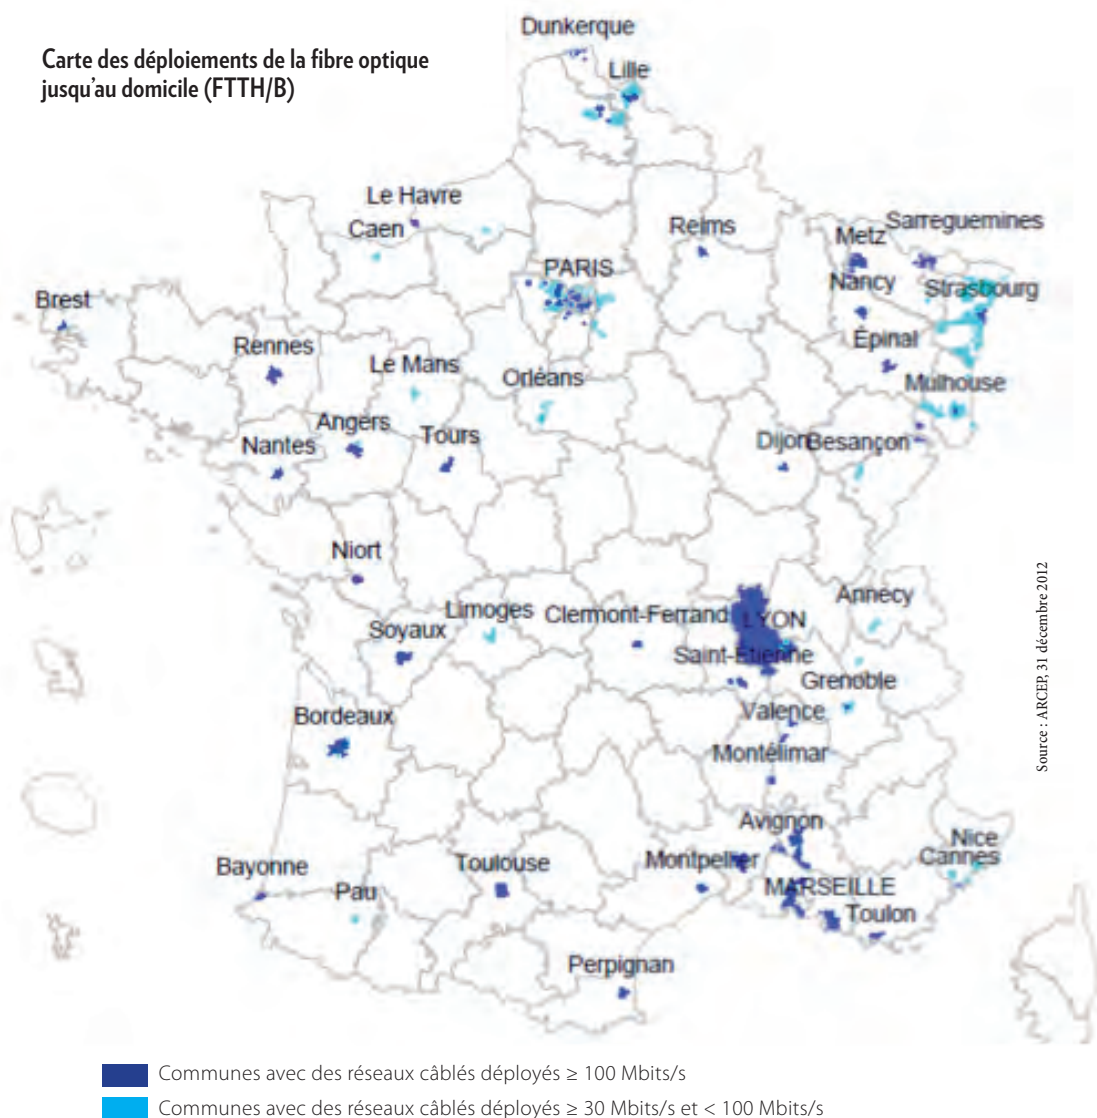 Carte des déploiements de la fibre optique
jusqu'au domicile (FTTH/B)
Dunkerque
Lille
Le Havre
Caen
Reims
Sarreguemines
Metz
PARIS
Nancy
Strasbourg
Brest
Épinal
Rennes
Le Mans
Orléans
Mulhouse
Angers
Tours
Nantes
Dijon
Besançon
Niort
Annecy
Limoges
Clermont-Ferrand
LYON
Soyaux
Saint-Étienne
Grenoble
Valence
Bordeaux
Montélimar
Avignon
Nice
Cannes
Bayonne
Toulouse
Montpellier
Pau
MARSEILLE
Toulon
Perpignan
Source : ARCEP, 31 décembre 2012
Communes avec des réseaux câblés déployés ≥ 100 Mbits/s
Communes avec des réseaux câblés déployés ≥ 30 Mbits/s et < 100 Mbits/s